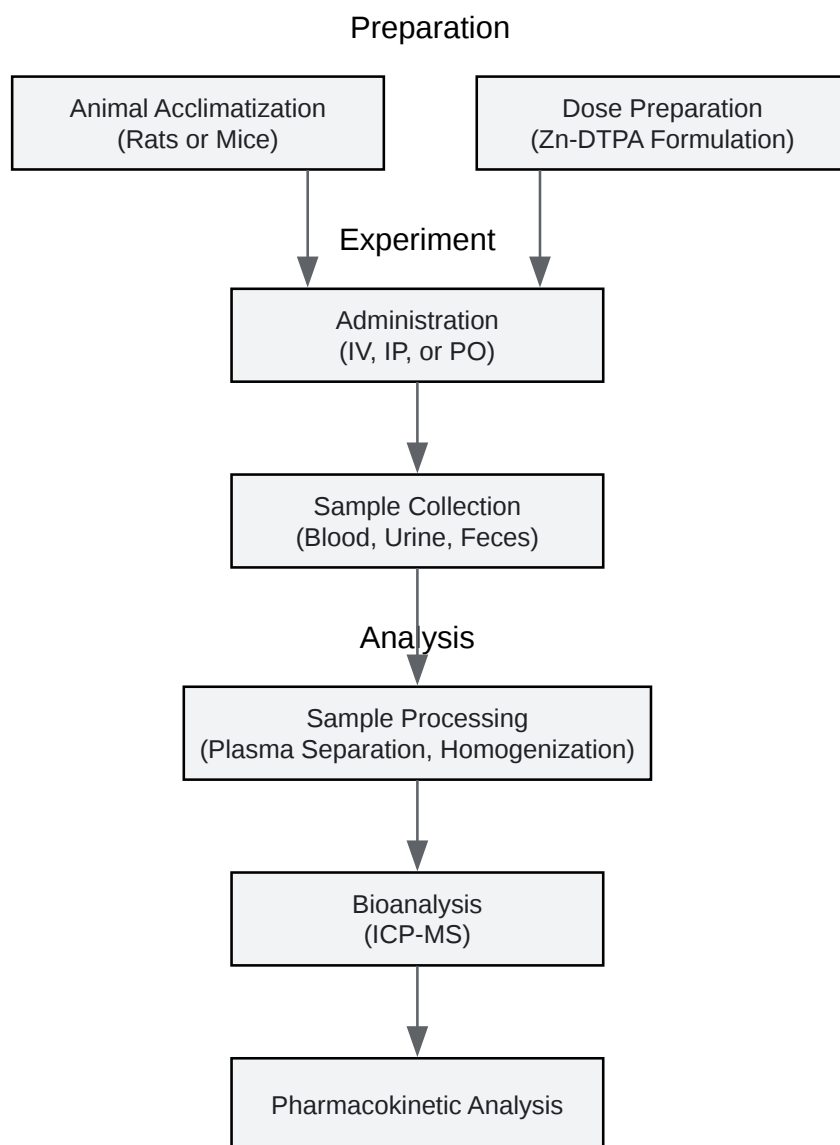 Preparation
Animal Acclimatization
(Rats or Mice)
Dose Preparation
(Zn-DTPA Formulation)
Experiment
Administration
(IV, IP, or PO)
Sample Collection
(Blood, Urine, Feces)
Analysis
Sample Processing
(Plasma Separation, Homogenization)
Bioanalysis
(ICP-MS)
Pharmacokinetic Analysis